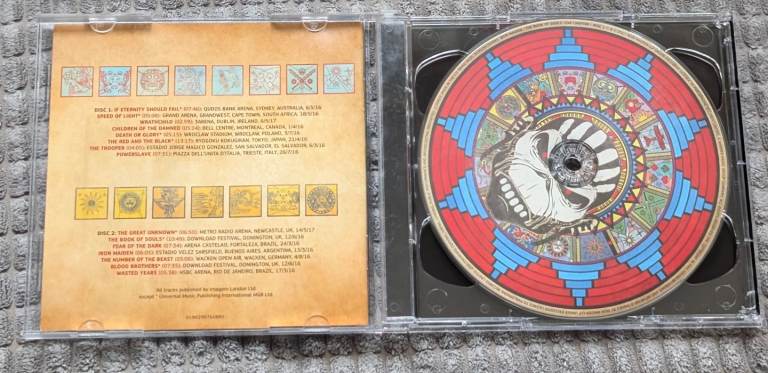 DISC 1: IF ETERNITY SHOULD FAIL* (07:46): QUDOS BANK ARENA, SYDNEY, AUSTRALIA, 6/5/16
SPEED OF LIGHT* (05:08): GRAND ARENA, GRANDWEST, CAPE TOWN, SOUTH AFRICA, 18/5/16
WRATHCHILD (02:59): 3ARENA, DUBLIN, IRELAND, 6/5/17
CHILDREN OF THE DAMNED (05:14): BELL CENTRE, MONTREAL, CANADA, 1/4/16
DEATH OR GLORY* (05:15): WROCLAW STADIUM, WROCLAW, POLAND, 3/7/16
THE RED AND THE BLACK* (13:17): RYOGOKU KOKUGIKAN, TOKYO, JAPAN, 21/4/16
THE TROOPER (04:05): ESTADIO JORGE MAGICO GONZALEZ, SAN SALVADOR, EL SALVADOR, 6/3/16
POWERSLAVE (07:31): PIAZZA DELL'UNITA D'ITALIA, TRIESTE, ITALY, 26/7/16
DISC 2: THE GREAT UNKNOWN* (06:50): METRO RADIO ARENA, NEWCASTLE, UK, 14/5/17
THE BOOK OF SOULS* (10:49): DOWNLOAD FESTIVAL, DONINGTON, UK, 12/6/16
FEAR OF THE DARK (07:34): ARENA CASTELAO, FORTALEZA, BRAZIL, 24/3/16
IRON MAIDEN (06:05): ESTADIO VELEZ SARSFIELD, BUENOS AIRES, ARGENTINA, 15/3/16
THE NUMBER OF THE BEAST (05:06): WACKEN OPEN AIR, WACKEN, GERMANY, 4/8/16
BLOOD BROTHERS* (07:35): DOWNLOAD FESTIVAL, DONINGTON, UK, 12/6/16
WASTED YEARS (05:38): HSBC ARENA, RIO DE JANEIRO, BRAZIL, 17/3/16
All tracks published by Imagem London Ltd
except * Universal Music Publishing International MGB Ltd